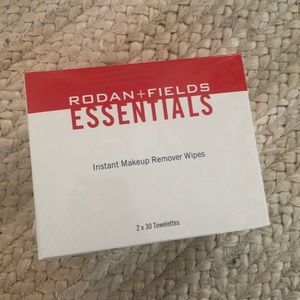 RODAN+FIELDS
ESSENTIALS
Instant Makeup Remover Wipes
2 x 30 Towelettes